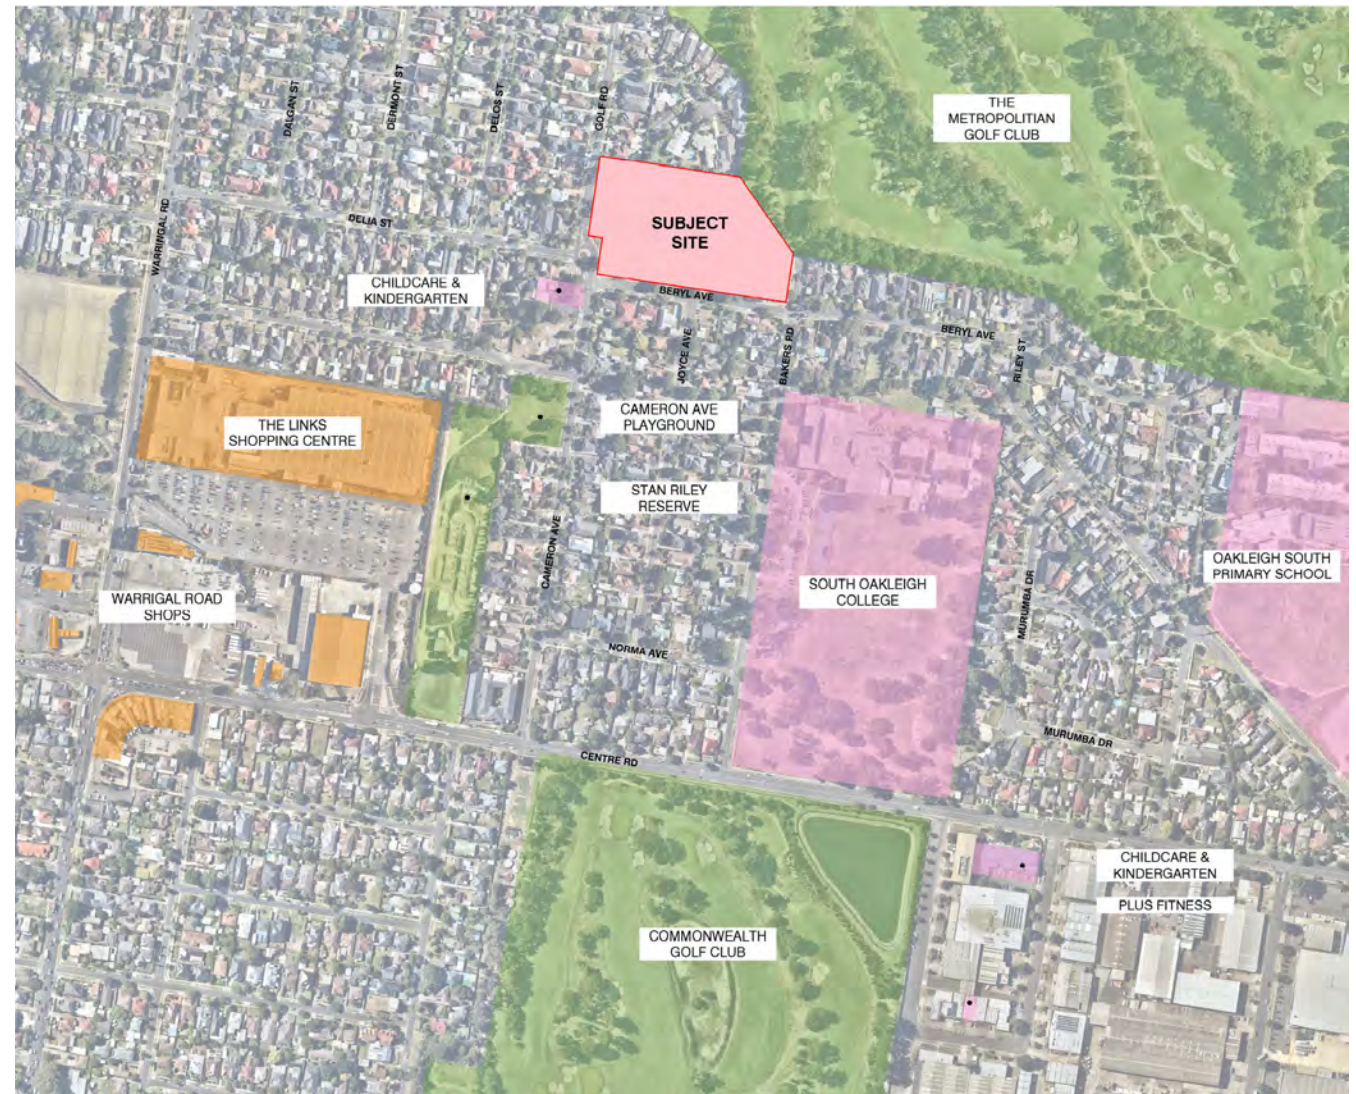 THE
METROPOLITIAN
GOLF CLUB
DALGAN ST
DERMONT ST
DELOS ST
GOLF RD
SUBJECT
SITE
WARRINGAL RD
DELIA ST
CHILDCARE &
KINDERGARTEN
BERYL AVE
BERYL AVE
JOYCE AVE
BAKERS RD
RILEY ST
THE LINKS
SHOPPING CENTRE
CAMERON AVE
PLAYGROUND
STAN RILEY
RESERVE
CAMERON AVE
WARRIGAL ROAD
SHOPS
SOUTH OAKLEIGH
COLLEGE
OAKLEIGH SOUTH
PRIMARY SCHOOL
MURUMBA DR
NORMA AVE
MURUMBA DR
CENTRE RD
CHILDCARE &
KINDERGARTEN
PLUS FITNESS
COMMONWEALTH
GOLF CLUB